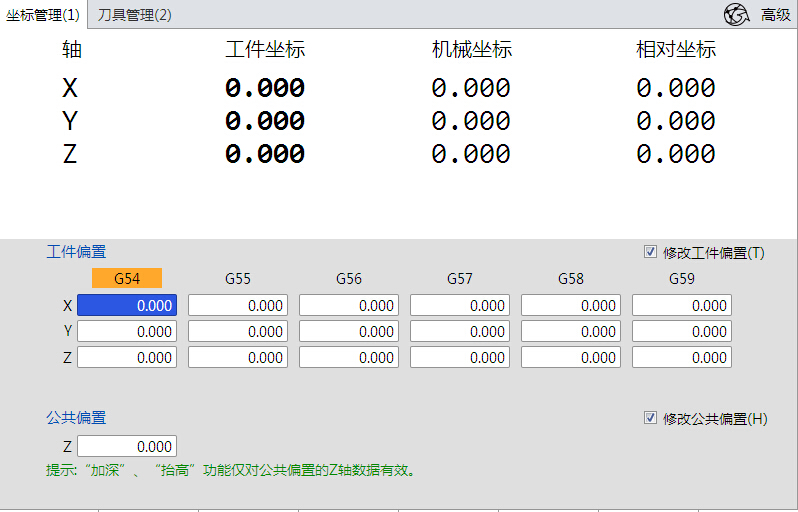 坐标管理(1) 刀具管理(2) 高级
轴 工件坐标 机械坐标 相对坐标
X 0.000 0.000 0.000
Y 0.000 0.000 0.000
Z 0.000 0.000 0.000
工件偏置 修改工件偏置(T)
G54 G55 G56 G57 G58 G59
X 0.000 0.000 0.000 0.000 0.000 0.000
Y 0.000 0.000 0.000 0.000 0.000 0.000
Z 0.000 0.000 0.000 0.000 0.000 0.000
公共偏置 修改公共偏置(H)
Z 0.000
提示:“加深”、“抬高”功能仅对公共偏置的Z轴数据有效。